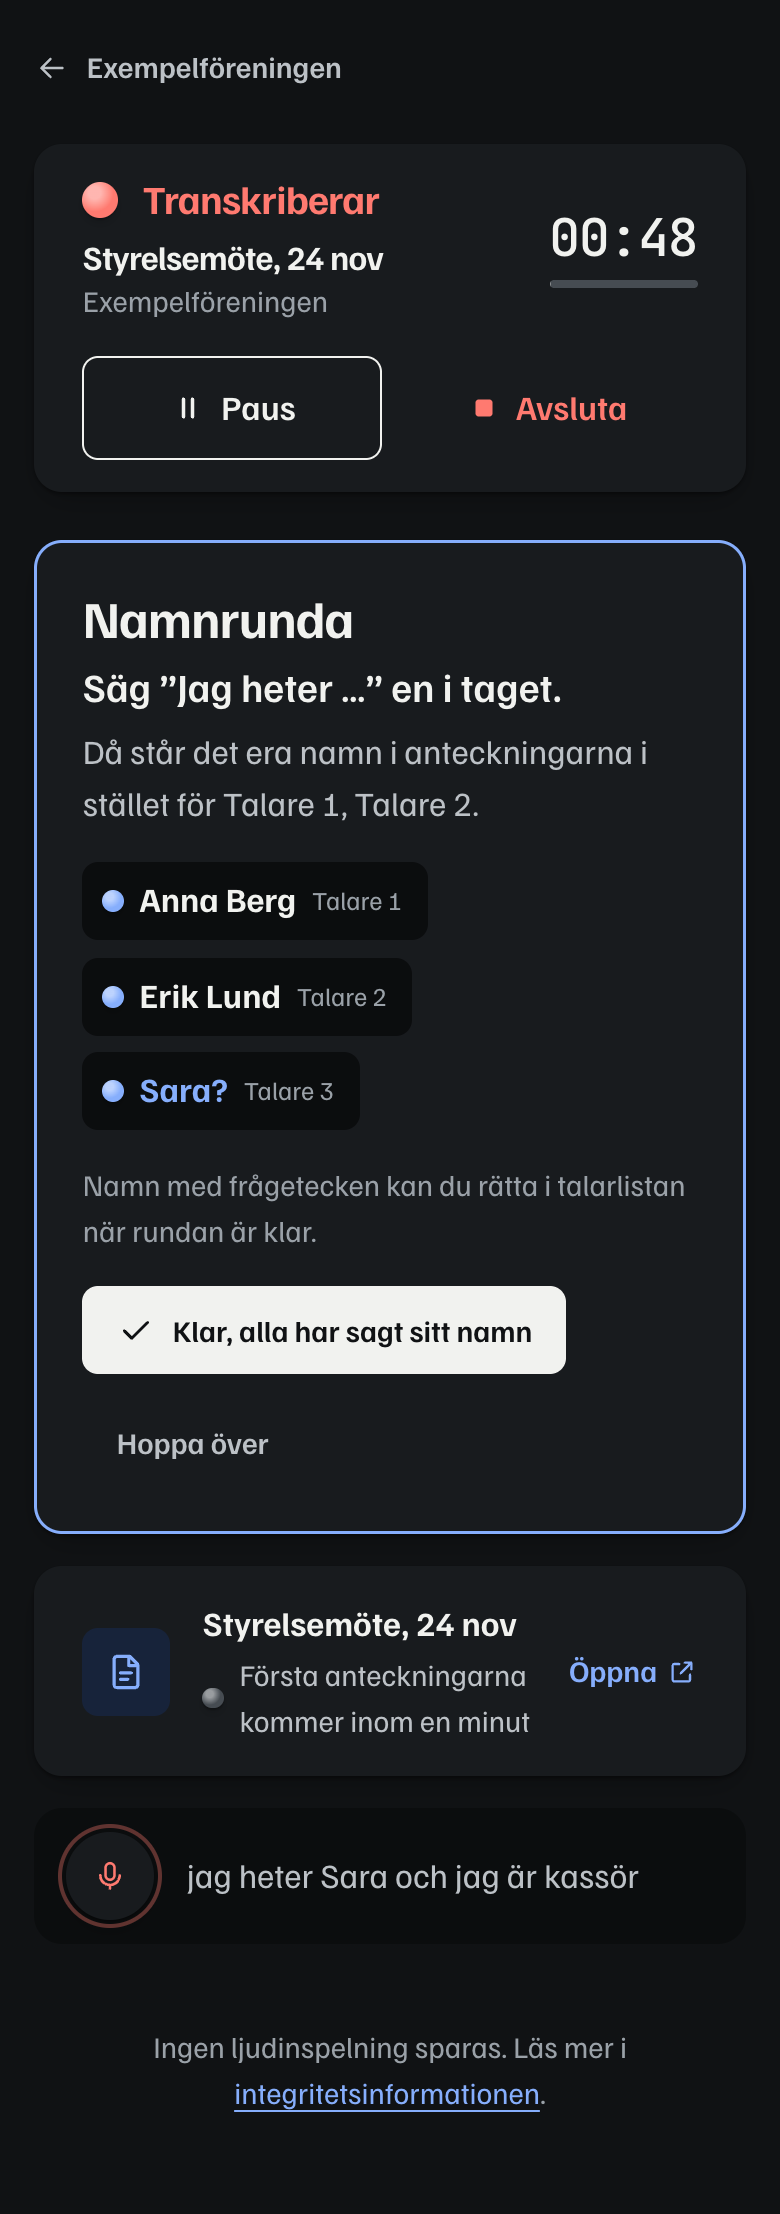 Exempelföreningen
Transkriberar
Styrelsemöte, 24 nov
Exempelföreningen
00:48
Paus
Avsluta
Namnrunda
Säg ”Jag heter …” en i taget.
Då står det era namn i anteckningarna i
stället för Talare 1, Talare 2.
Anna Berg Talare 1
Erik Lund Talare 2
Sara? Talare 3
Namn med frågetecken kan du rätta i talarlistan
när rundan är klar.
Klar, alla har sagt sitt namn
Hoppa över
Styrelsemöte, 24 nov
Första anteckningarna
kommer inom en minut
Öppna
jag heter Sara och jag är kassör
Ingen ljudinspelning sparas. Läs mer i
integritetsinformationen.